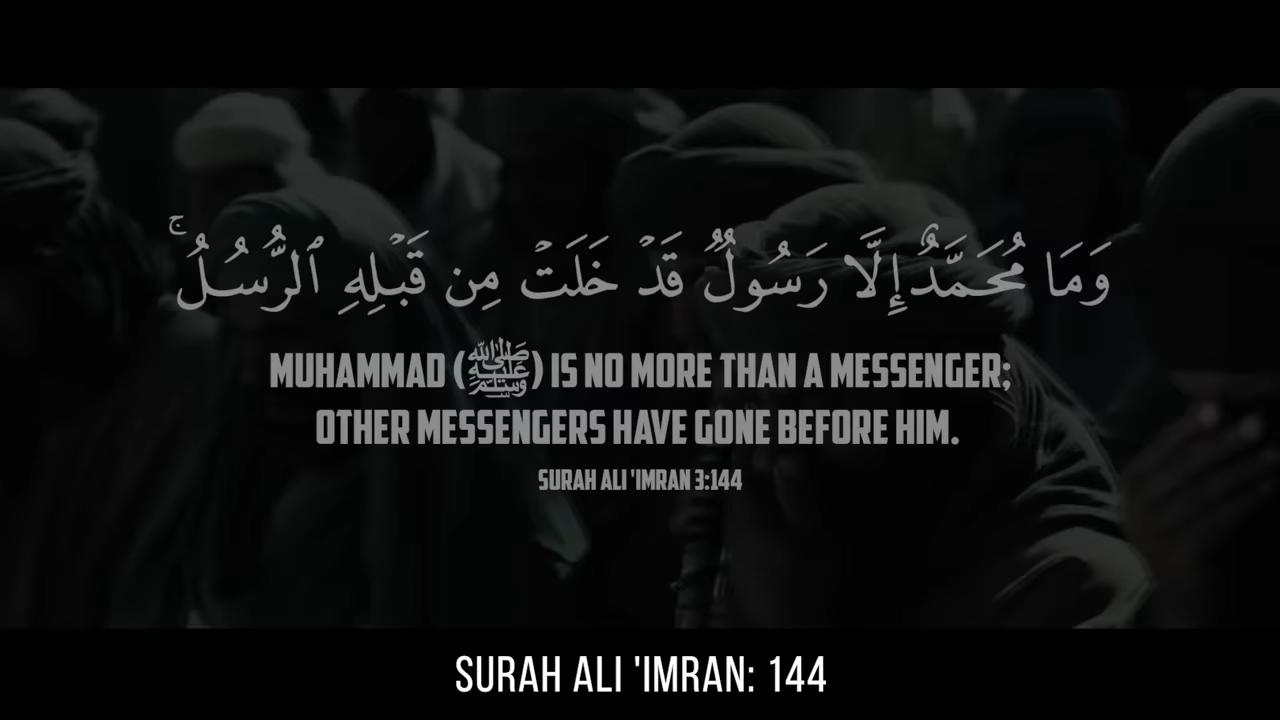 وَمَا مُحَمَّدٌ إِلَّا رَسُولٌ قَدْ خَلَتْ مِن قَبْلِهِ ٱلرُّسُلُ ۚ
MUHAMMAD (ﷺ) IS NO MORE THAN A MESSENGER;
OTHER MESSENGERS HAVE GONE BEFORE HIM.
SURAH ALI 'IMRAN 3:144
SURAH ALI 'IMRAN: 144